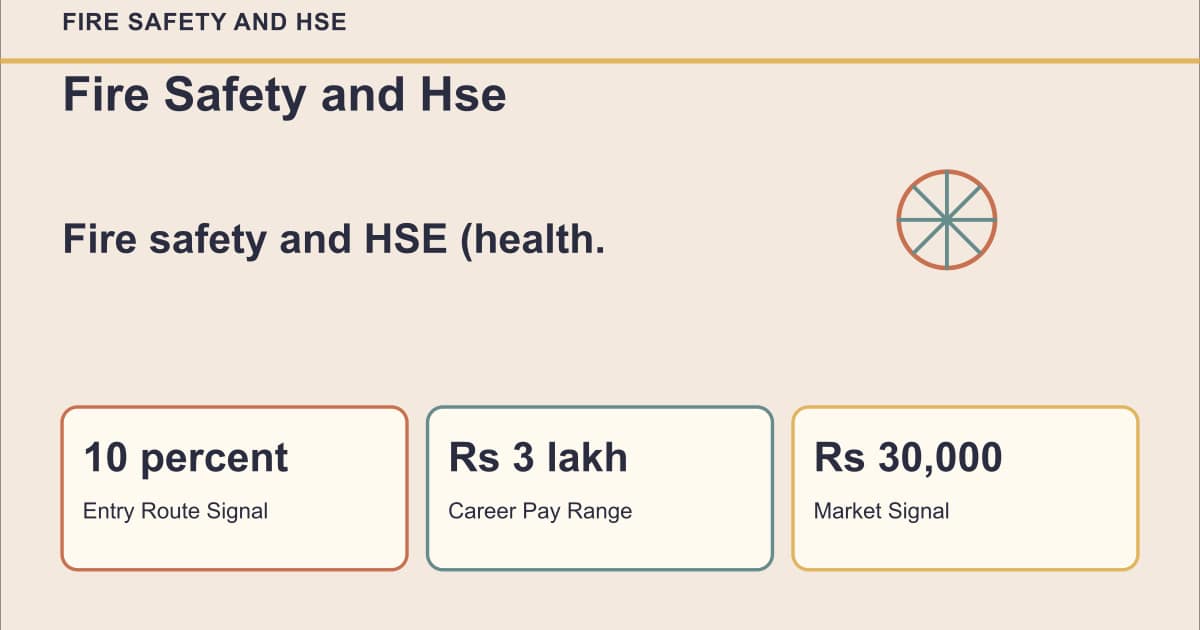 FIRE SAFETY AND HSE
Fire Safety and Hse
Fire safety and HSE (health.
10 percent
Entry Route Signal
Rs 3 lakh
Career Pay Range
Rs 30,000
Market Signal